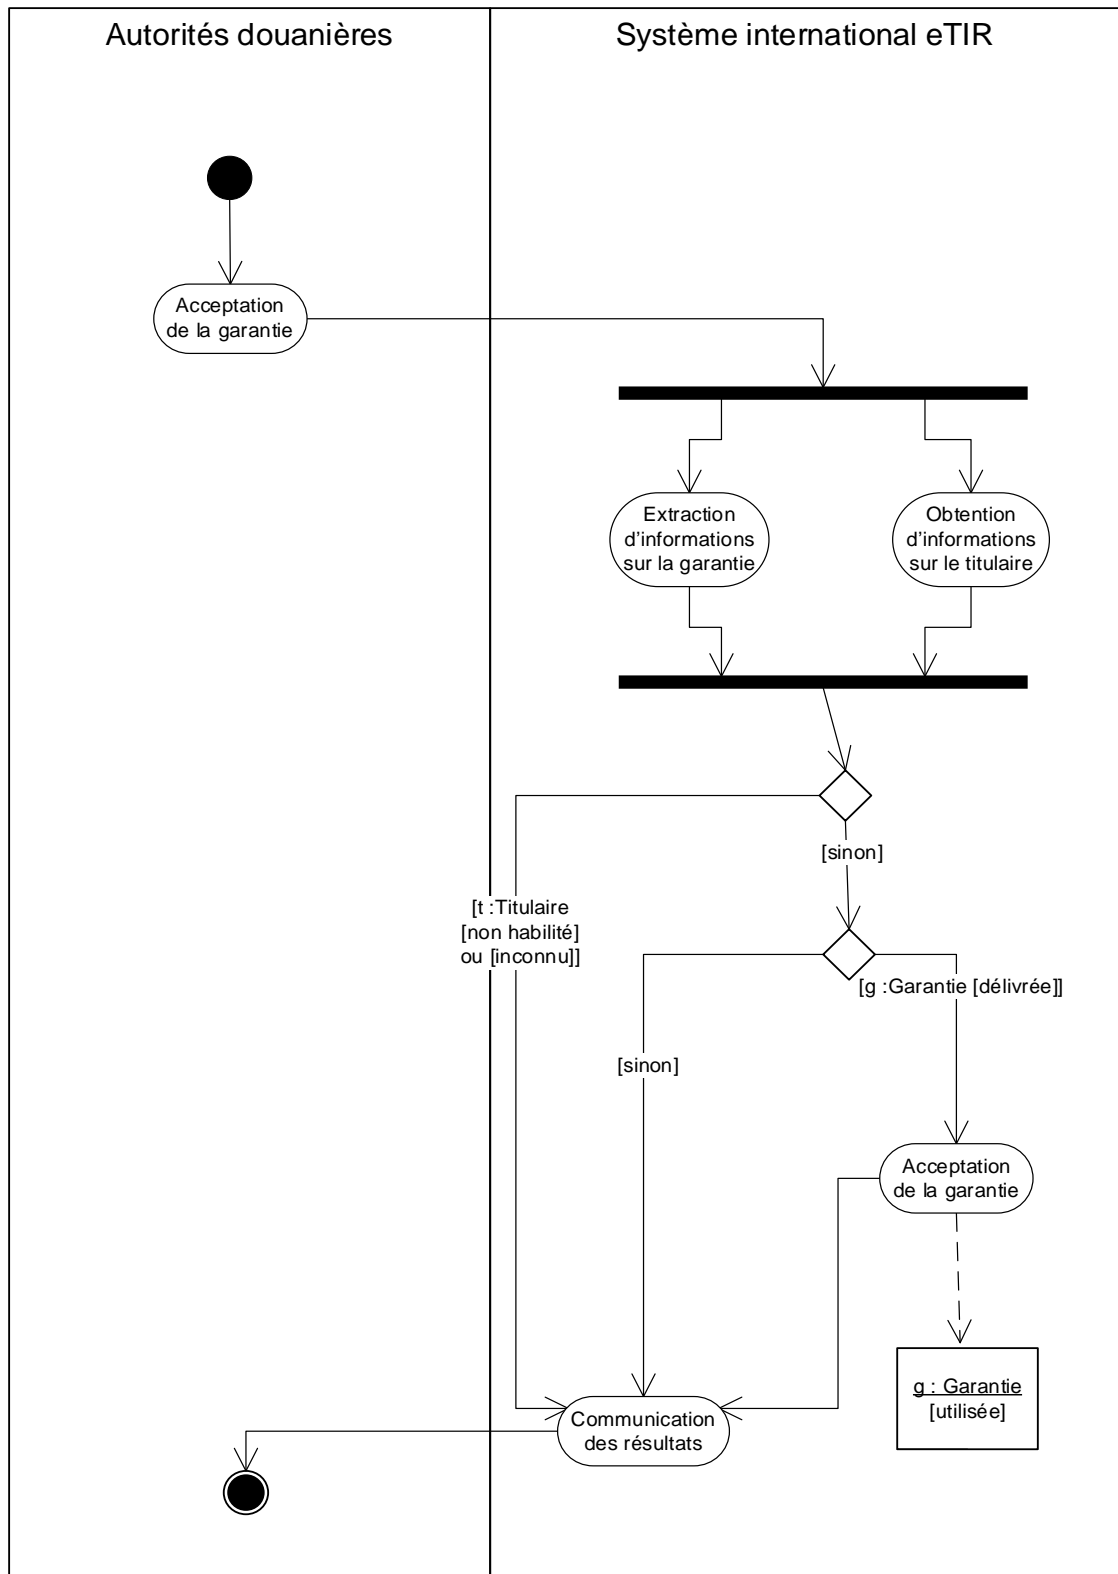 Autorités douanières
Système international eTIR
Acceptation
de la garantie
Extraction
d'informations
sur la garantie
Obtention
d'informations
sur le titulaire
[sinon]
[t :Titulaire
[non habilité]
ou [inconnu]]
[g :Garantie [délivrée]]
[sinon]
Acceptation
de la garantie
g : Garantie
[utilisée]
Communication
des résultats